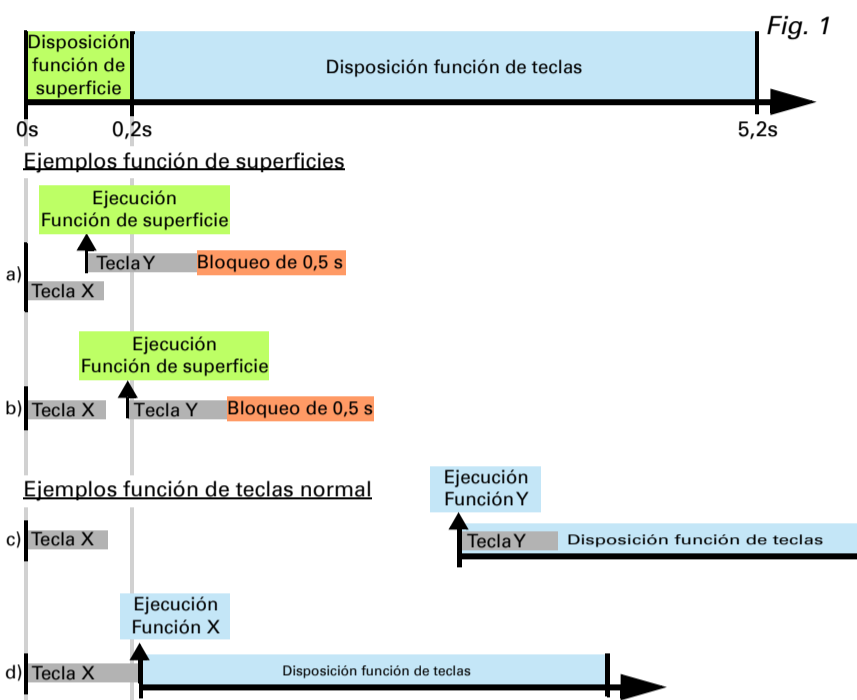 Fig. 1
Disposición
función de
superficie
Disposición función de teclas
0s
0,2s
5,2s
Ejemplos función de superficies
Ejecución
Función de superficie
a)
Tecla Y
Bloqueo de 0,5 s
Tecla X
Ejecución
Función de superficie
b)
Tecla X
Tecla Y
Bloqueo de 0,5 s
Ejemplos función de teclas normal
Ejecución
Función Y
c)
Tecla X
Tecla Y
Disposición función de teclas
Ejecución
Función X
d)
Tecla X
Disposición función de teclas